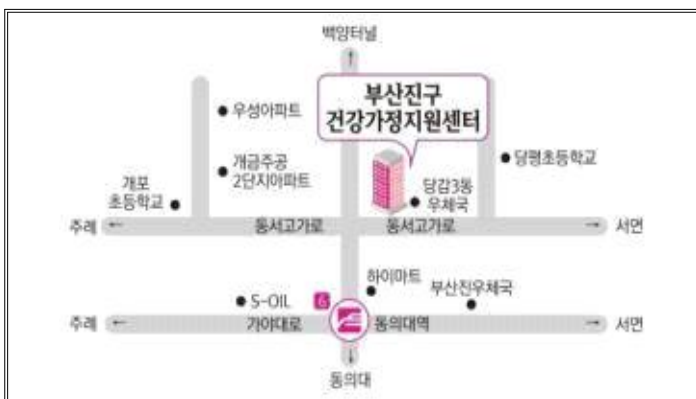 백양터널
부산진구
건강가정지원센터
우성아파트
당평초등학교
개금주공
2단지아파트
개포
초등학교
당감3동
우체국
주례
동서고가로
동서고가로
서면
하이마트
부산진우체국
S-OIL
6
주례
가야대로
동의대역
서면
동의대